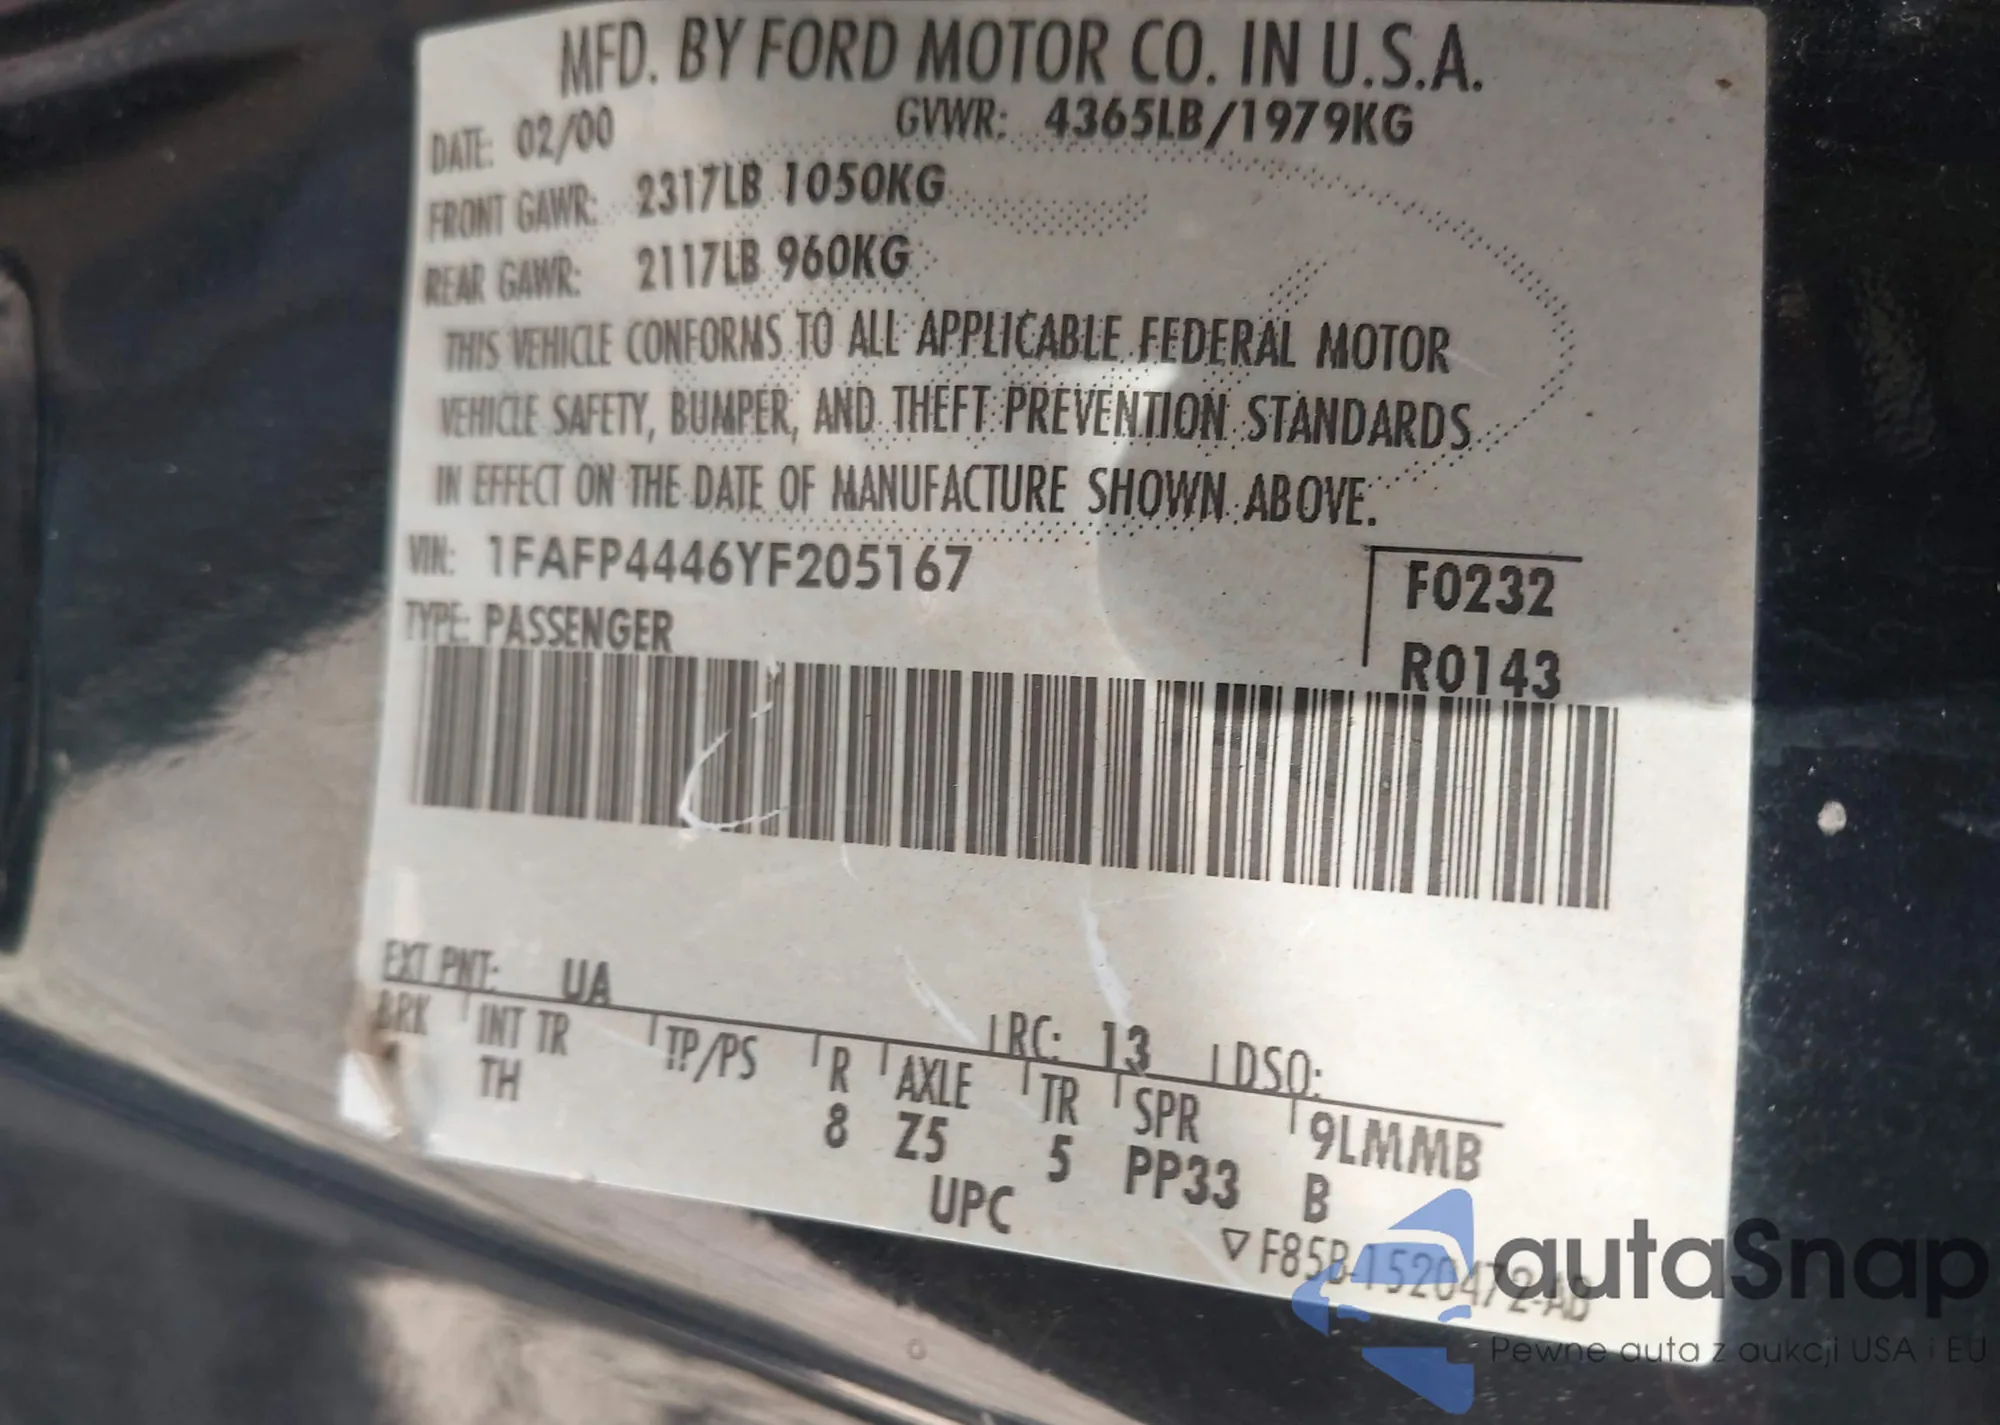 MFD. BY FORD MOTOR CO. IN U.S.A.
DATE: 02/00 GVWR: 4365LB/1979KG
FRONT GAWR: 2317LB 1050KG
REAR GAWR: 2117LB 960KG
THIS VEHICLE CONFORMS TO ALL APPLICABLE FEDERAL MOTOR
VEHICLE SAFETY, BUMPER, AND THEFT PREVENTION STANDARDS
IN EFFECT ON THE DATE OF MANUFACTURE SHOWN ABOVE.
VIN: 1FAFP4446YF205167 F0232
TYPE: PASSENGER R0143
EXT PNT: UA RC: 13 DSO:
BRK INT TR TP/PS R AXLE TR SPR 9LMMB
TH 8 Z5 5 PP33 B
UPC
▽ F85B-1520472-AB
autaSnap
Pewne auta z aukcji USA i EU